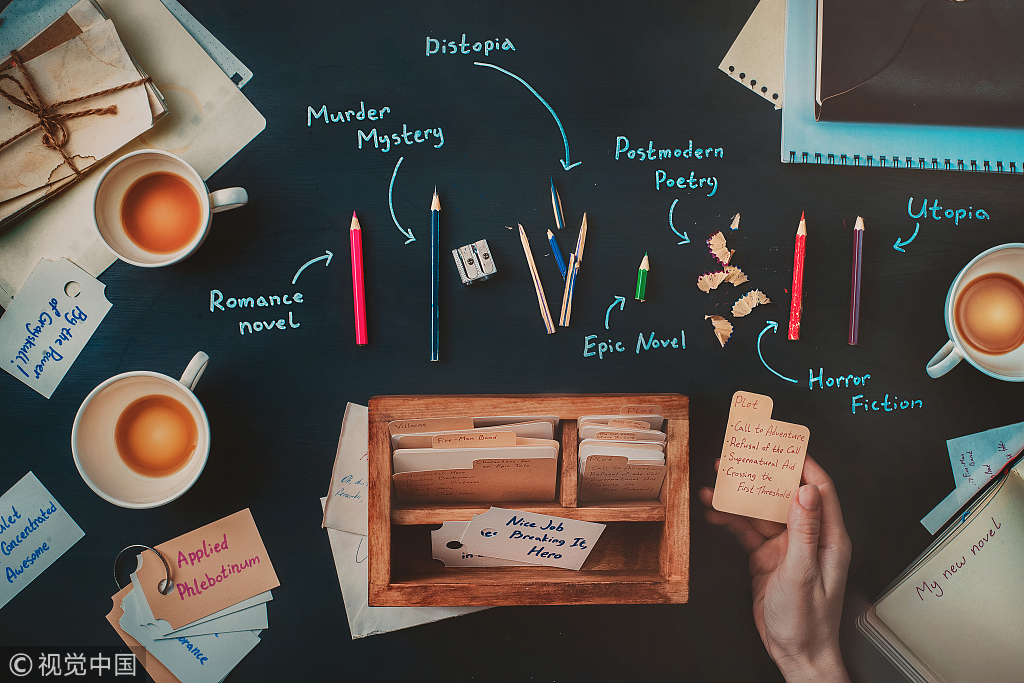 Distopia
Murder
Mystery
Postmodern
Poetry
Utopia
Romance
novel
Epic Novel
Horror
Fiction
By the Power
of Grayskull!
Plot
• Call to Adventure
• Refusal of the Call
• Supernatural Aid
• Crossing the
First Threshold
Villains
Five-Man Band
Plot
Nice Job
Breaking It,
Hero
in
Concentrated
Awesome
Applied
Phlebotinum
My new novel
© 视觉中国